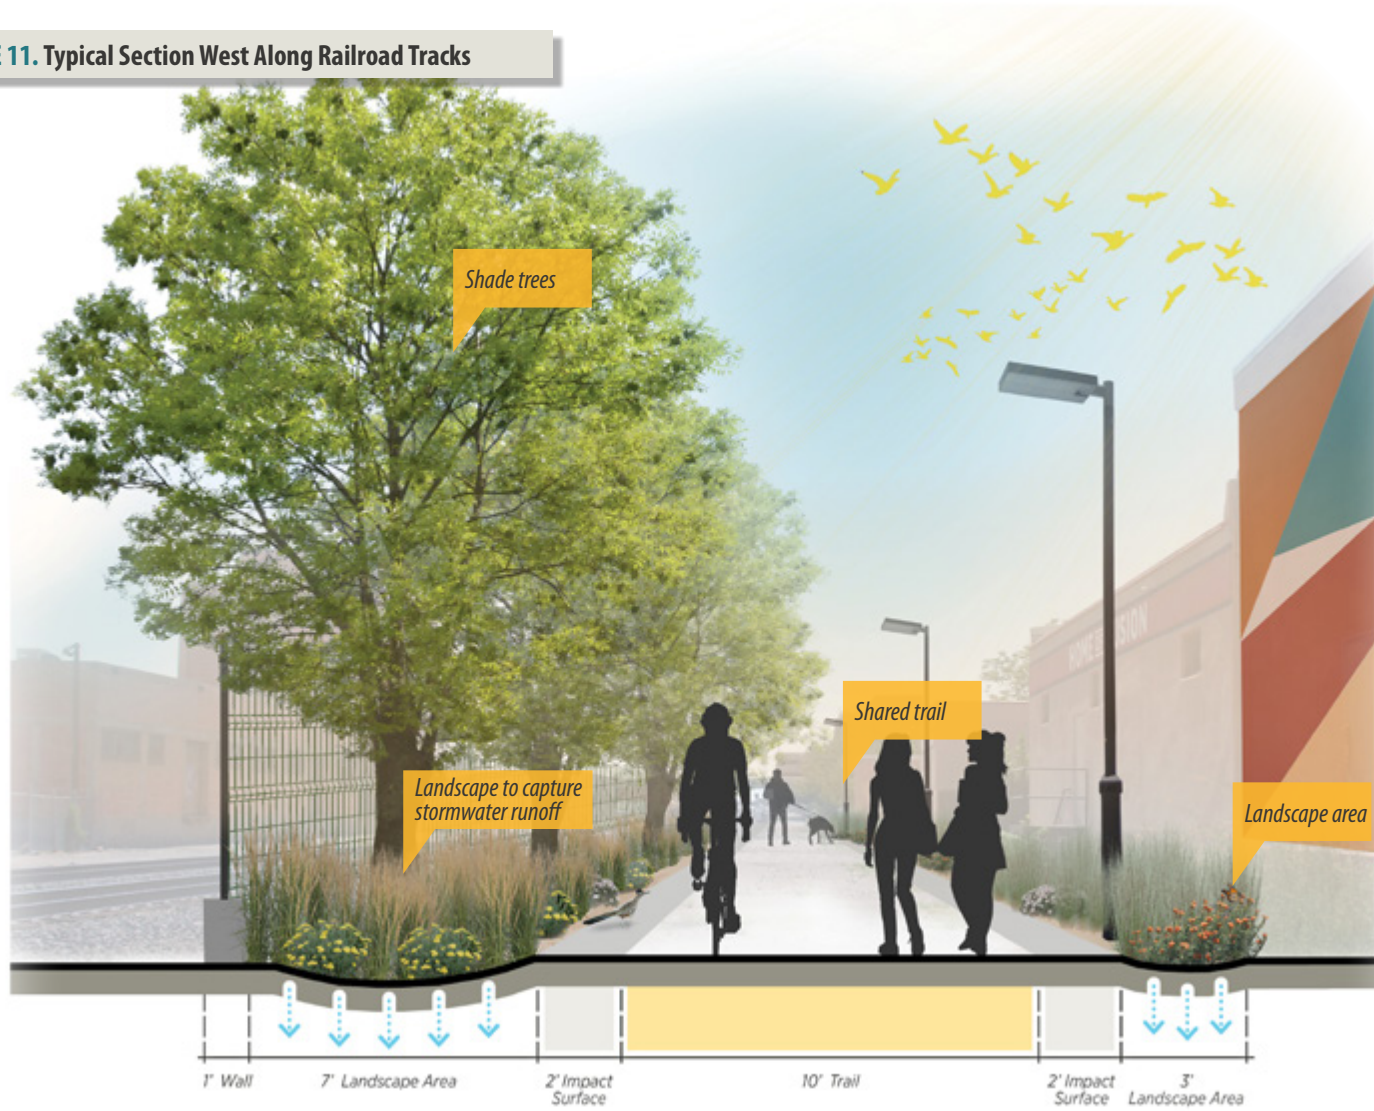 E 11. Typical Section West Along Railroad Tracks
Shade trees
Shared trail
Landscape to capture
stormwater runoff
Landscape area
1' Wall
7' Landscape Area
2' Impact
Surface
10' Trail
2' Impact
Surface
3'
Landscape Area